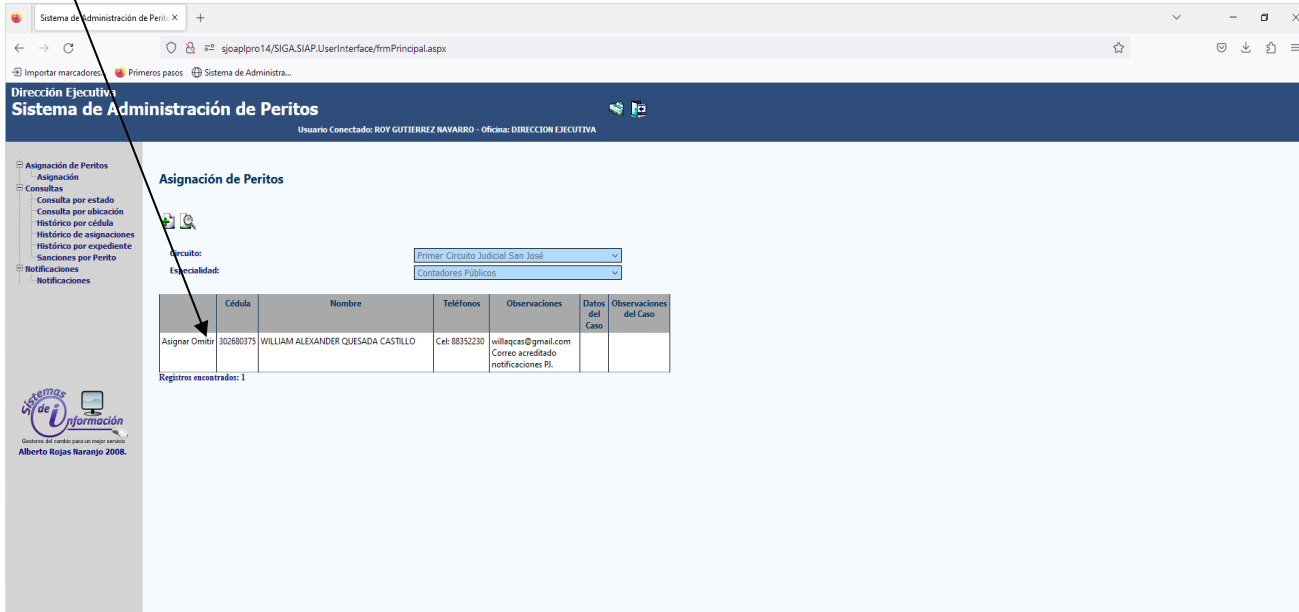 Sistema de Administración de Perito
sjoaplpro14/SIGA.SIAP.UserInterface/frmPrincipal.aspx
Importar marcadores... Primeros pasos Sistema de Administra...
Dirección Ejecutiva
Sistema de Administración de Peritos
Usuario Conectado: ROY GUTIERREZ NAVARRO - Oficina: DIRECCION EJECUTIVA
Asignación de Peritos
Asignación
Consultas
Consulta por estado
Consulta por ubicación
Histórico por cédula
Histórico de asignaciones
Histórico por expediente
Sanciones por Perito
Notificaciones
Notificaciones
Asignación de Peritos
Circuito: Primer Circuito Judicial San José
Especialidad: Contadores Públicos
Cédula Nombre Teléfonos Observaciones Datos del Caso Observaciones del Caso
Asignar Omitir 302680375 WILLIAM ALEXANDER QUESADA CASTILLO Cel: 88352230 willaqcas@gmail.com
Correo acreditado
notificaciones PJ.
Registros encontrados: 1
Sistemas
de información
Gestores del cambio para un mejor servicio
Alberto Rojas Naranjo 2008.